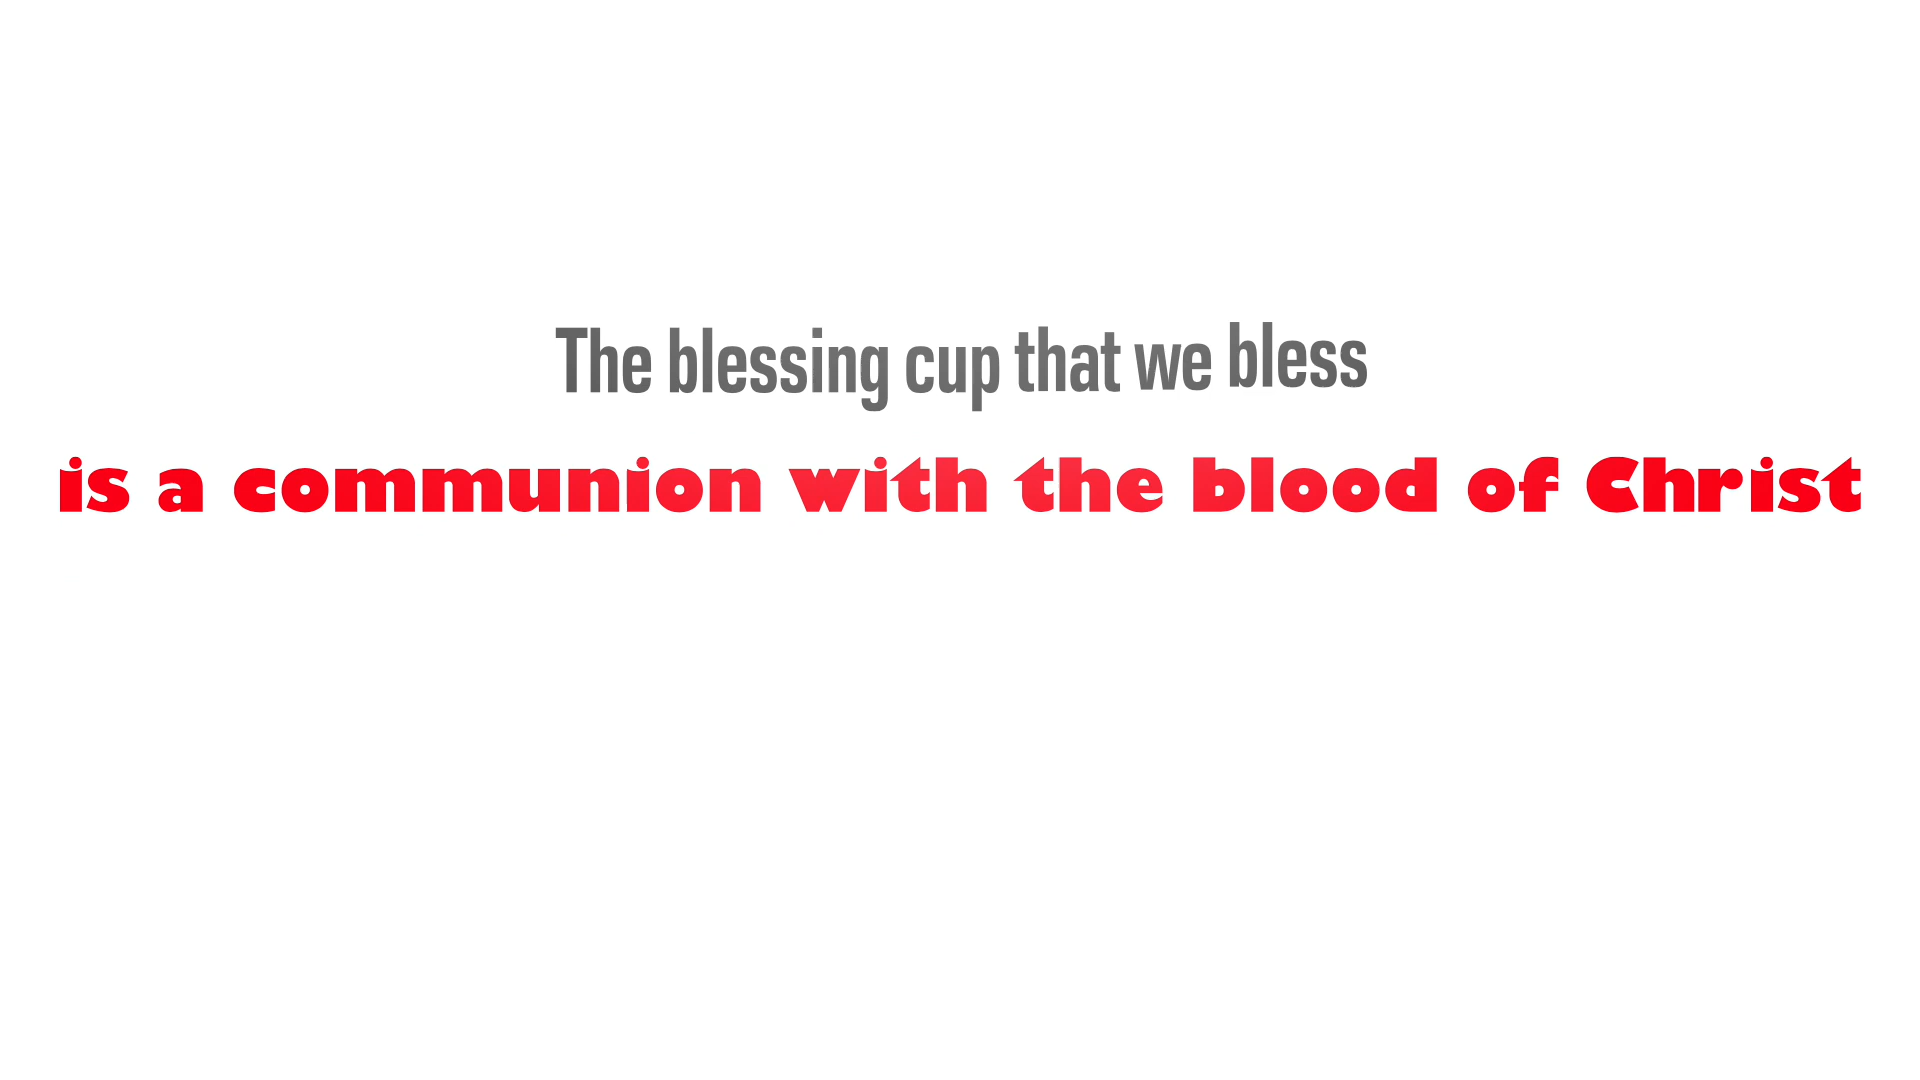 The blessing cup that we bless
is a communion with the blood of Christ